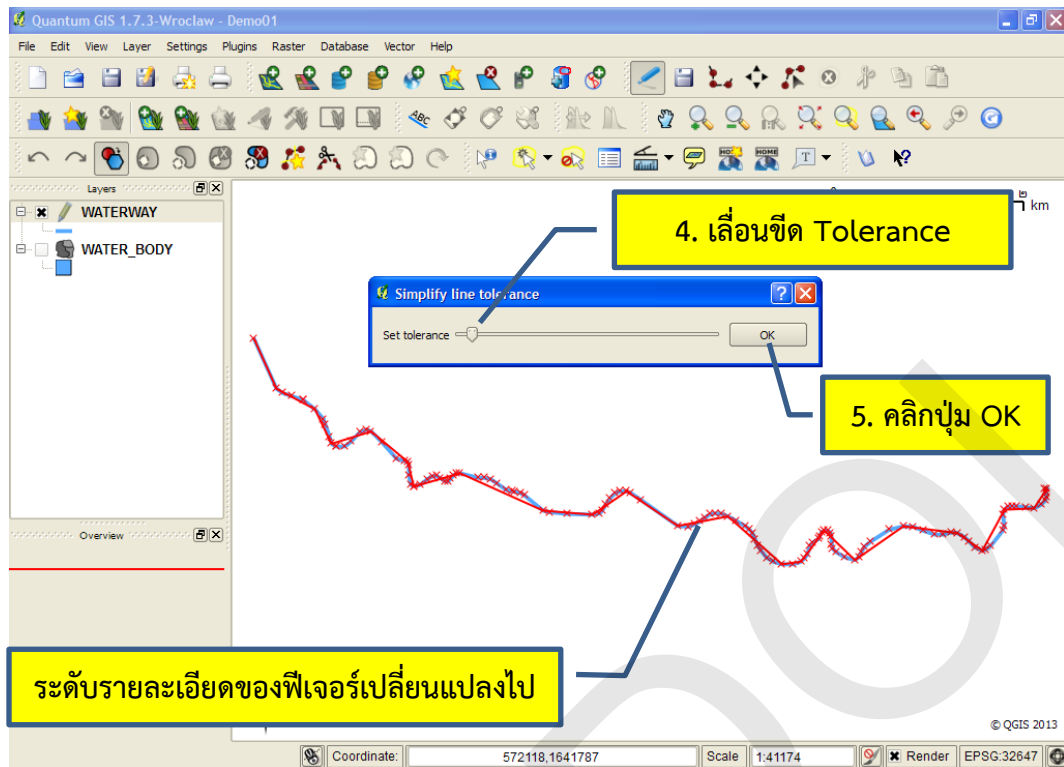 Quantum GIS 1.7.3-Wroclaw - Demo01
File Edit View Layer Settings Plugins Raster Database Vector Help
Layers
WATERWAY
WATER_BODY
km
4. เลื่อนขีด Tolerance
Simplify line tolerance
Set tolerance
OK
5. คลิกปุ่ม OK
Overview
ระดับรายละเอียดของฟีเจอร์เปลี่ยนแปลงไป
© QGIS 2013
Coordinate: 572118,1641787 Scale 1:41174 Render EPSG:32647